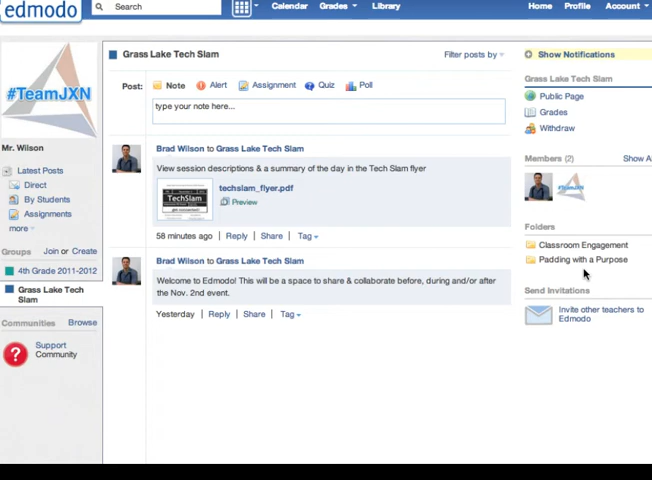 edmodo
Search
Calendar
Grades
Library
Home
Profile
Account
#TeamJXN
Mr. Wilson
Latest Posts
Direct
By Students
Assignments
more
Groups Join or Create
4th Grade 2011-2012
Grass Lake Tech
Slam
Communities Browse
Support
Community
Grass Lake Tech Slam
Filter posts by
Post: Note Alert Assignment Quiz Poll
type your note here...
Brad Wilson to Grass Lake Tech Slam
View session descriptions & a summary of the day in the Tech Slam flyer
TechSlam
techslam_flyer.pdf
Preview
58 minutes ago | Reply | Share | Tag
Brad Wilson to Grass Lake Tech Slam
Welcome to Edmodo! This will be a space to share & collaborate before, during and/or after
the Nov. 2nd event.
Yesterday | Reply | Share | Tag
Show Notifications
Grass Lake Tech Slam
Public Page
Grades
Withdraw
Members (2) Show A
Folders
Classroom Engagement
Padding with a Purpose
Send Invitations
Invite other teachers to
Edmodo